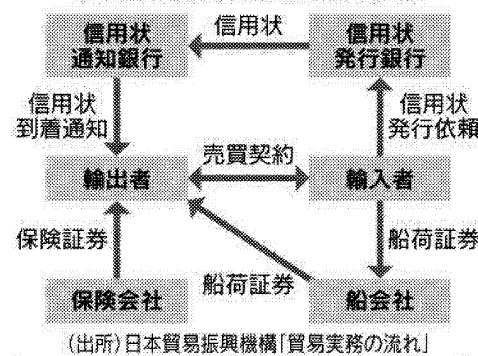 信用状
通知銀行
信用状
信用状
発行銀行
信用状
到着通知
信用状
発行依頼
輸出者
売買契約
輸入者
保険証券
船荷証券
船荷証券
保険会社
船会社
(出所)日本貿易振興機構「貿易実務の流れ」